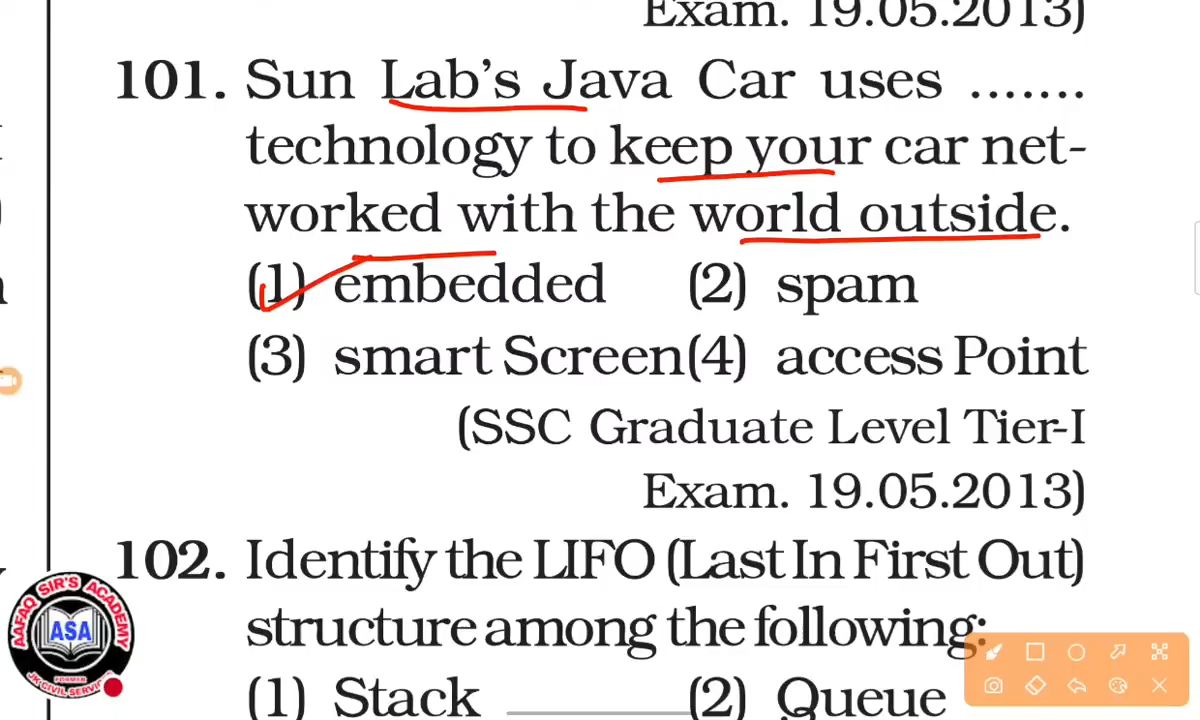 Exam. 19.05.2013)
101. Sun Lab's Java Car uses .......
technology to keep your car net-
worked with the world outside.
(1) embedded (2) spam
(3) smart Screen(4) access Point
(SSC Graduate Level Tier-I
Exam. 19.05.2013)
102. Identify the LIFO (Last In First Out)
structure among the following:
(1) Stack (2) Queue
AAFAQ SIR'S ACADEMY
ASA